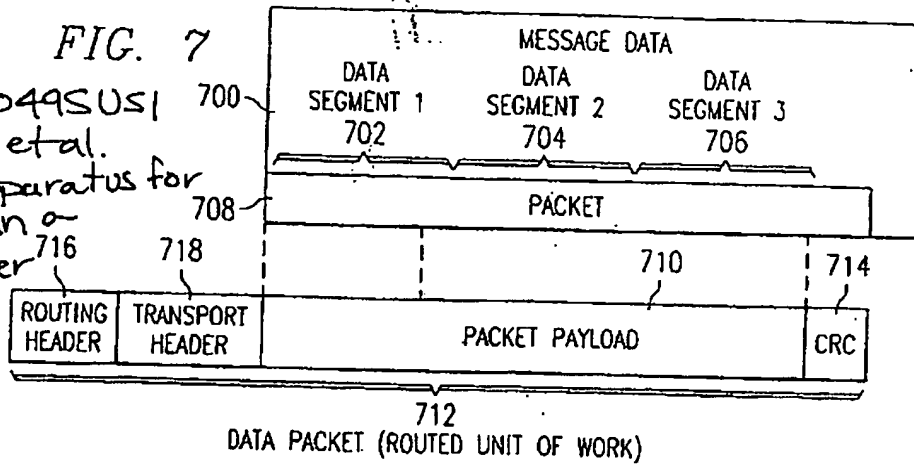 FIG. 7
049SUS1
et al.
paratus for
in a
MESSAGE DATA
700
DATA SEGMENT 1
702
DATA SEGMENT 2
704
DATA SEGMENT 3
706
708
PACKET
716
718
710
714
ROUTING HEADER
TRANSPORT HEADER
PACKET PAYLOAD
CRC
712
DATA PACKET (ROUTED UNIT OF WORK)